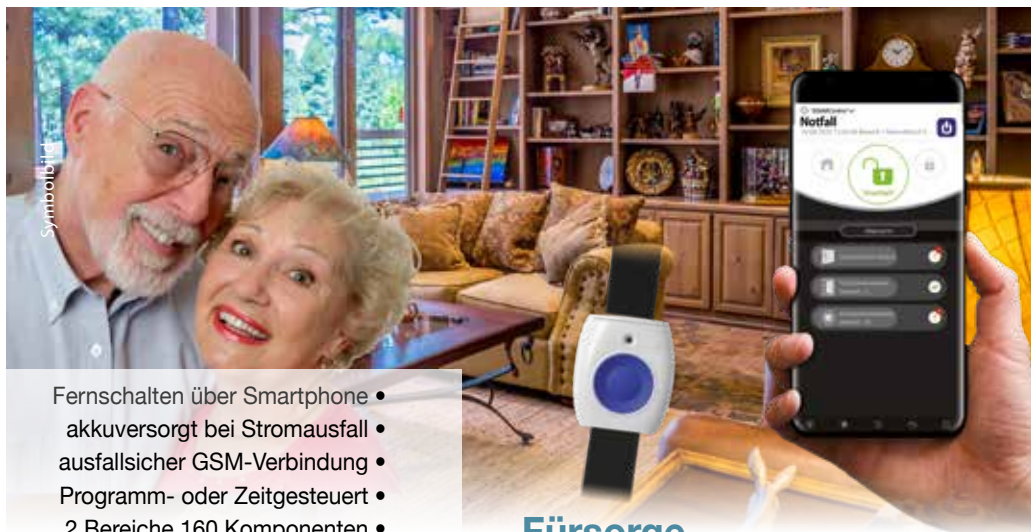 Symbolbild
Notfall
Fernschalten über Smartphone •
akkuversorgt bei Stromausfall •
ausfallsicher GSM-Verbindung •
Programm- oder Zeitgesteuert •
2 Bereiche 160 Komponenten •
Fürsorge